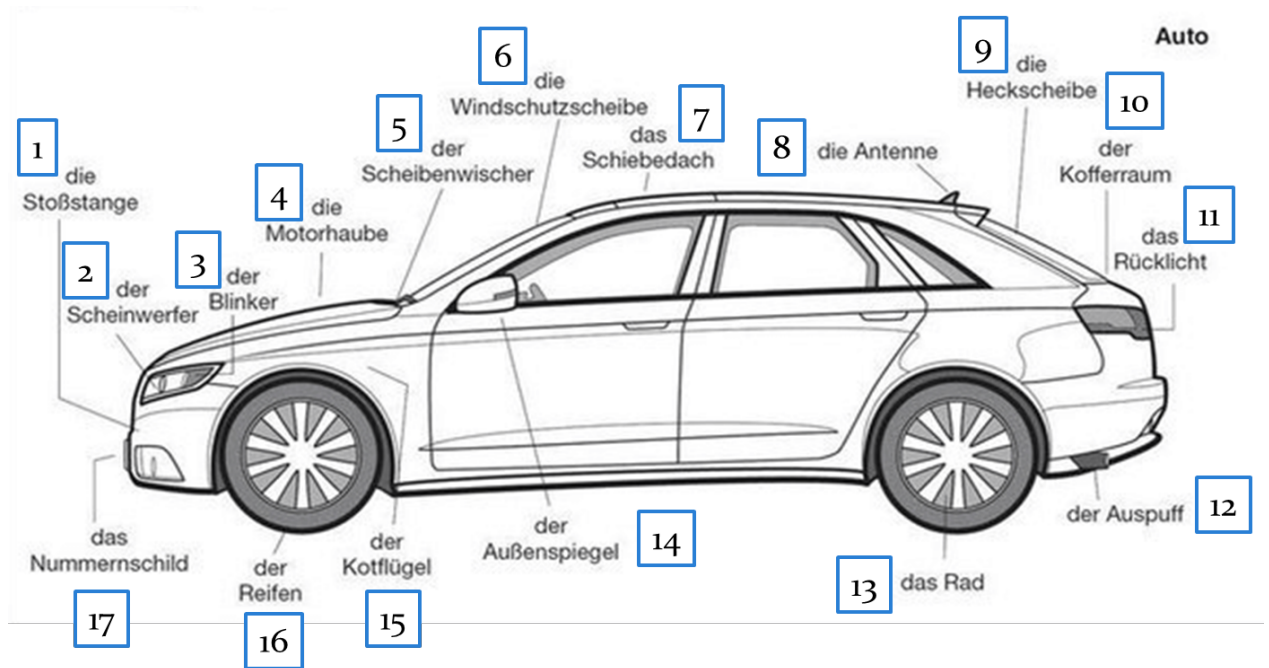 Auto
1
die
Stoßstange
2
der
Scheinwerfer
3
der
Blinker
4
die
Motorhaube
5
der
Scheibenwischer
6
die
Windschutzscheibe
7
das
Schiebedach
8
die Antenne
9
die
Heckscheibe
10
der
Kofferraum
11
das
Rücklicht
12
der Auspuff
13
das Rad
14
der
Außenspiegel
15
der
Kotflügel
16
der
Reifen
17
das
Nummernschild